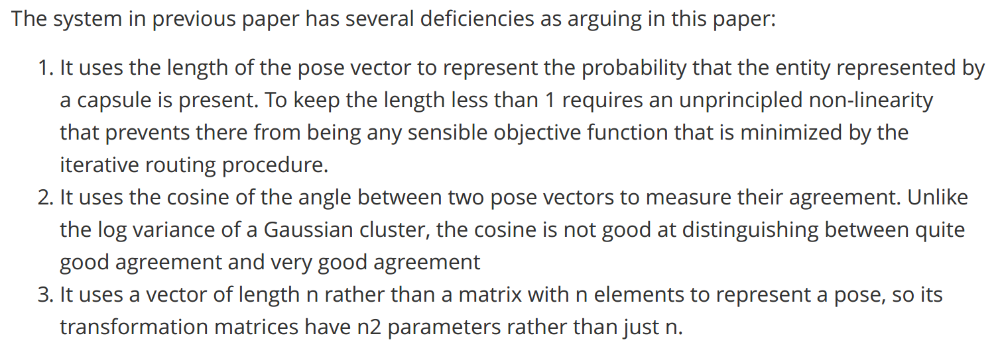 The system in previous paper has several deficiencies as arguing in this paper:
1. It uses the length of the pose vector to represent the probability that the entity represented by
a capsule is present. To keep the length less than 1 requires an unprincipled non-linearity
that prevents there from being any sensible objective function that is minimized by the
iterative routing procedure.
2. It uses the cosine of the angle between two pose vectors to measure their agreement. Unlike
the log variance of a Gaussian cluster, the cosine is not good at distinguishing between quite
good agreement and very good agreement
3. It uses a vector of length n rather than a matrix with n elements to represent a pose, so its
transformation matrices have n2 parameters rather than just n.